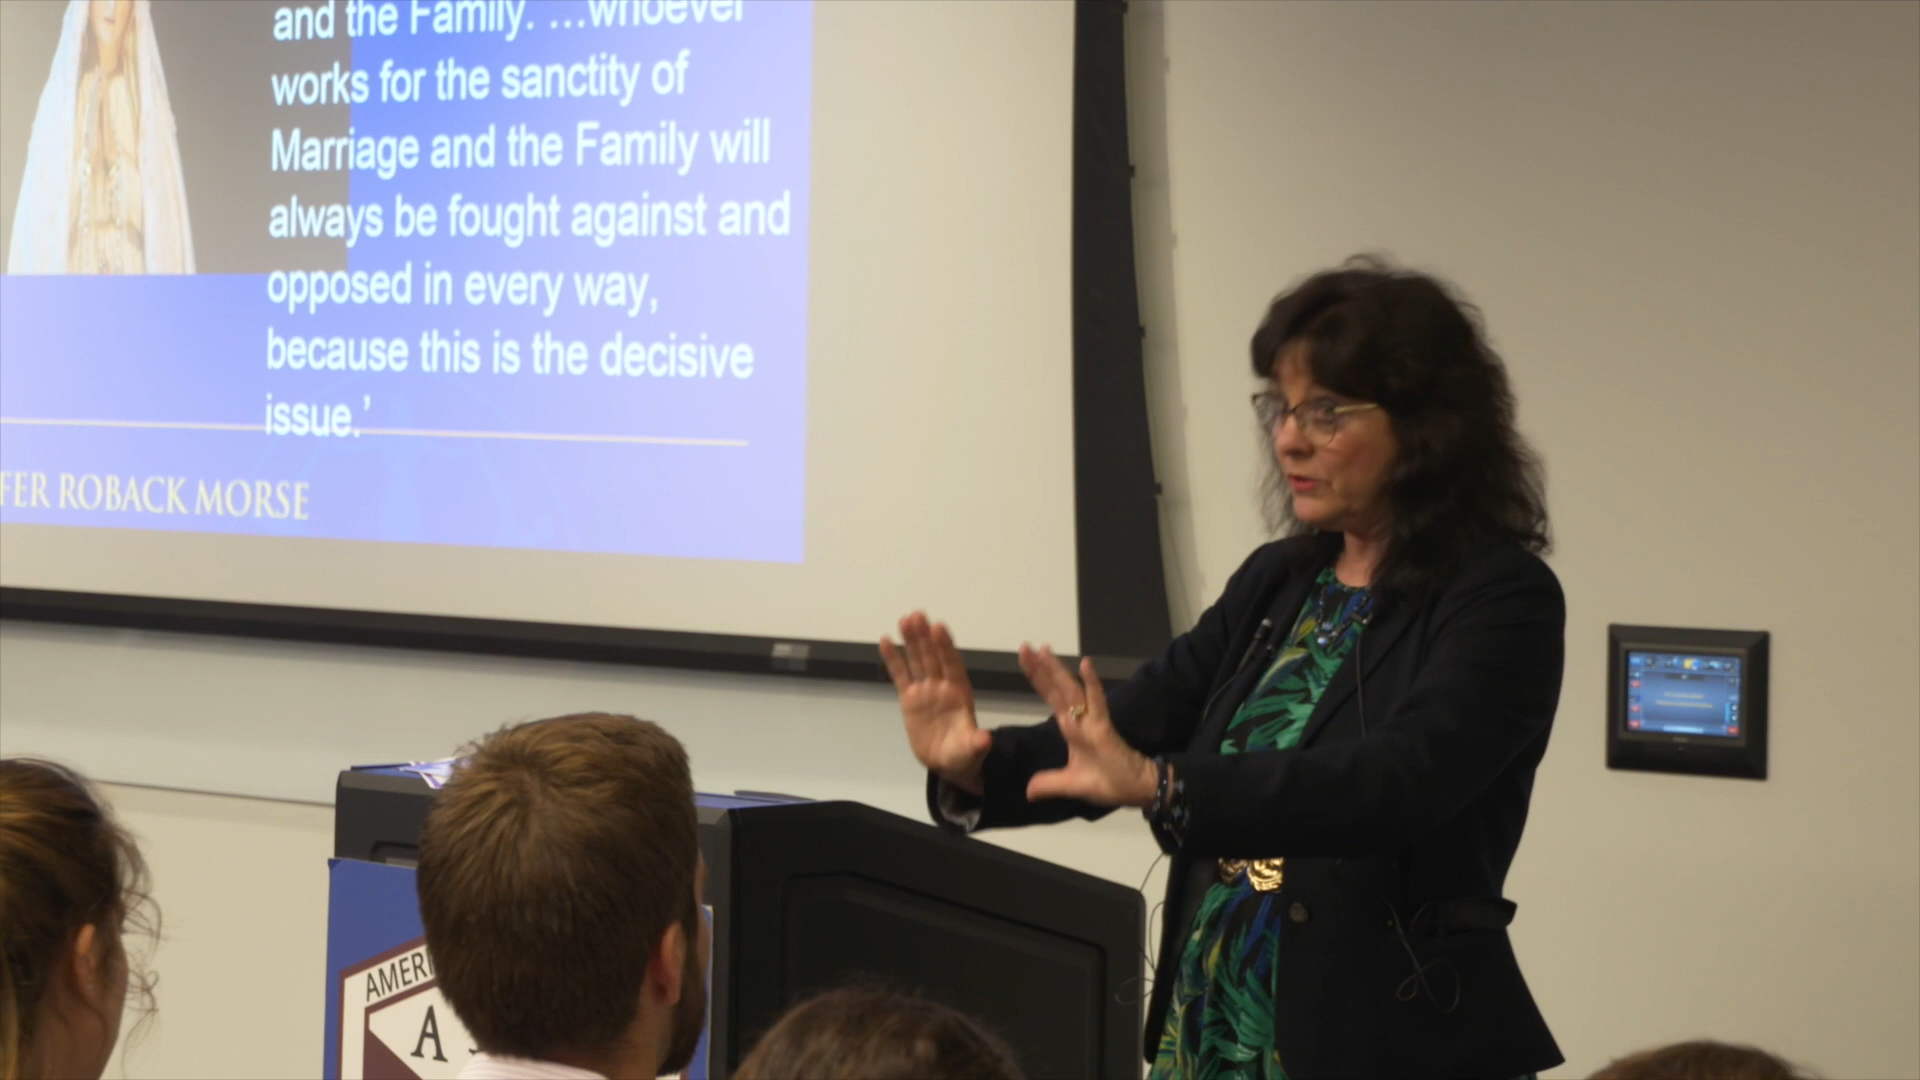 and the Family. ...whoever
works for the sanctity of
Marriage and the Family will
always be fought against and
opposed in every way,
because this is the decisive
issue.’
FER ROBACK MORSE
AMERI
A